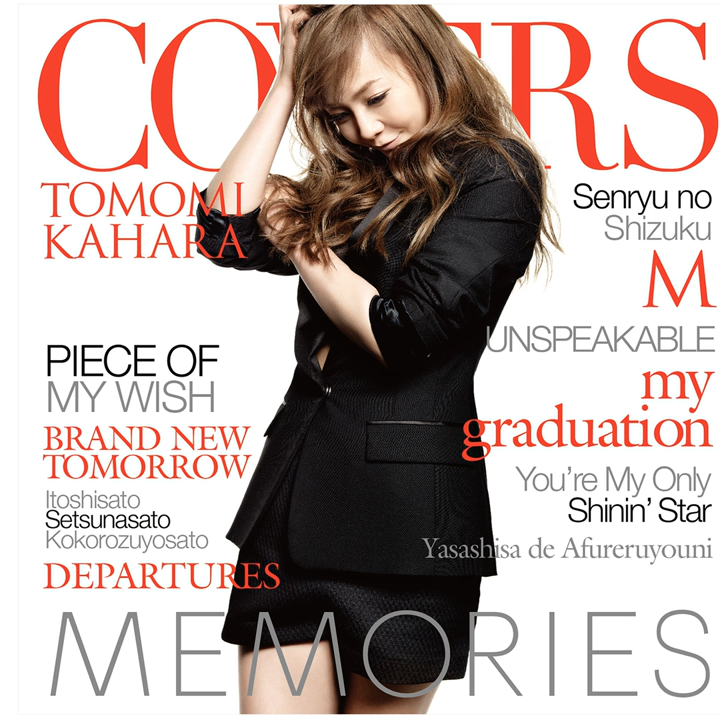 COVERS
TOMOMI
KAHARA
Senryu no
Shizuku
M
UNSPEAKABLE
my
graduation
You're My Only
Shinin' Star
Yasashisa de Afureruyouni
PIECE OF
MY WISH
BRAND NEW
TOMORROW
Itoshisato
Setsunasato
Kokorozuyosato
DEPARTURES
MEMORIES